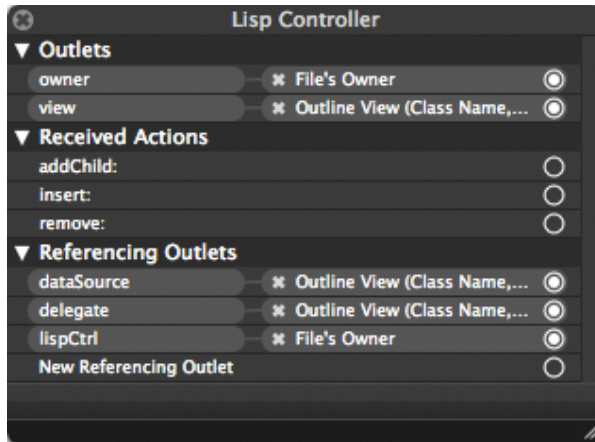 Lisp Controller
Outlets
owner File's Owner
view Outline View (Class Name,...
Received Actions
addChild:
insert:
remove:
Referencing Outlets
dataSource Outline View (Class Name,...
delegate Outline View (Class Name,...
lispCtrl File's Owner
New Referencing Outlet